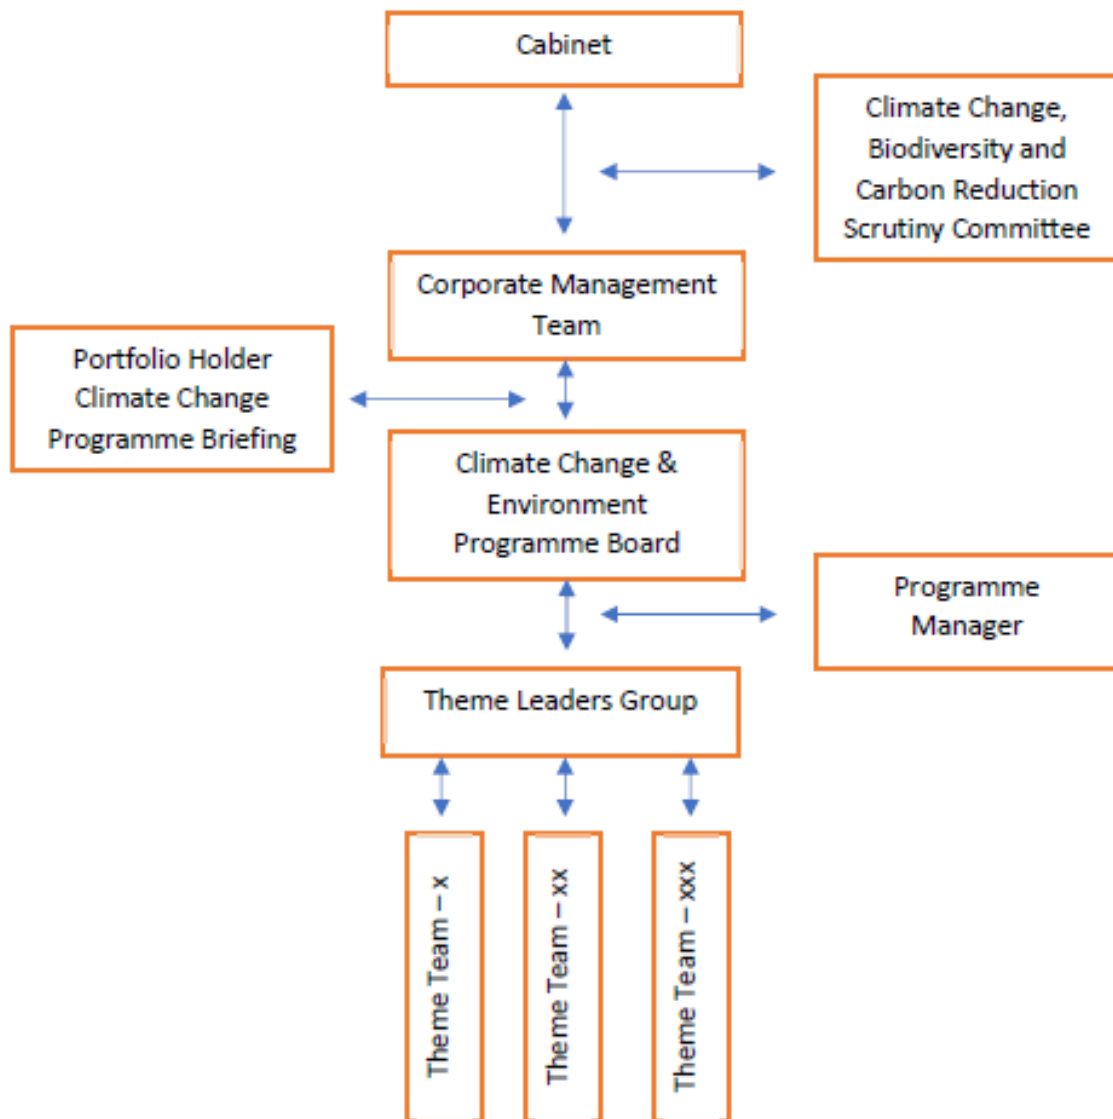 Cabinet
Climate Change,
Biodiversity and
Carbon Reduction
Scrutiny Committee
Corporate Management
Team
Portfolio Holder
Climate Change
Programme Briefing
Climate Change &
Environment
Programme Board
Programme
Manager
Theme Leaders Group
Theme Team – x
Theme Team – xx
Theme Team – xxx